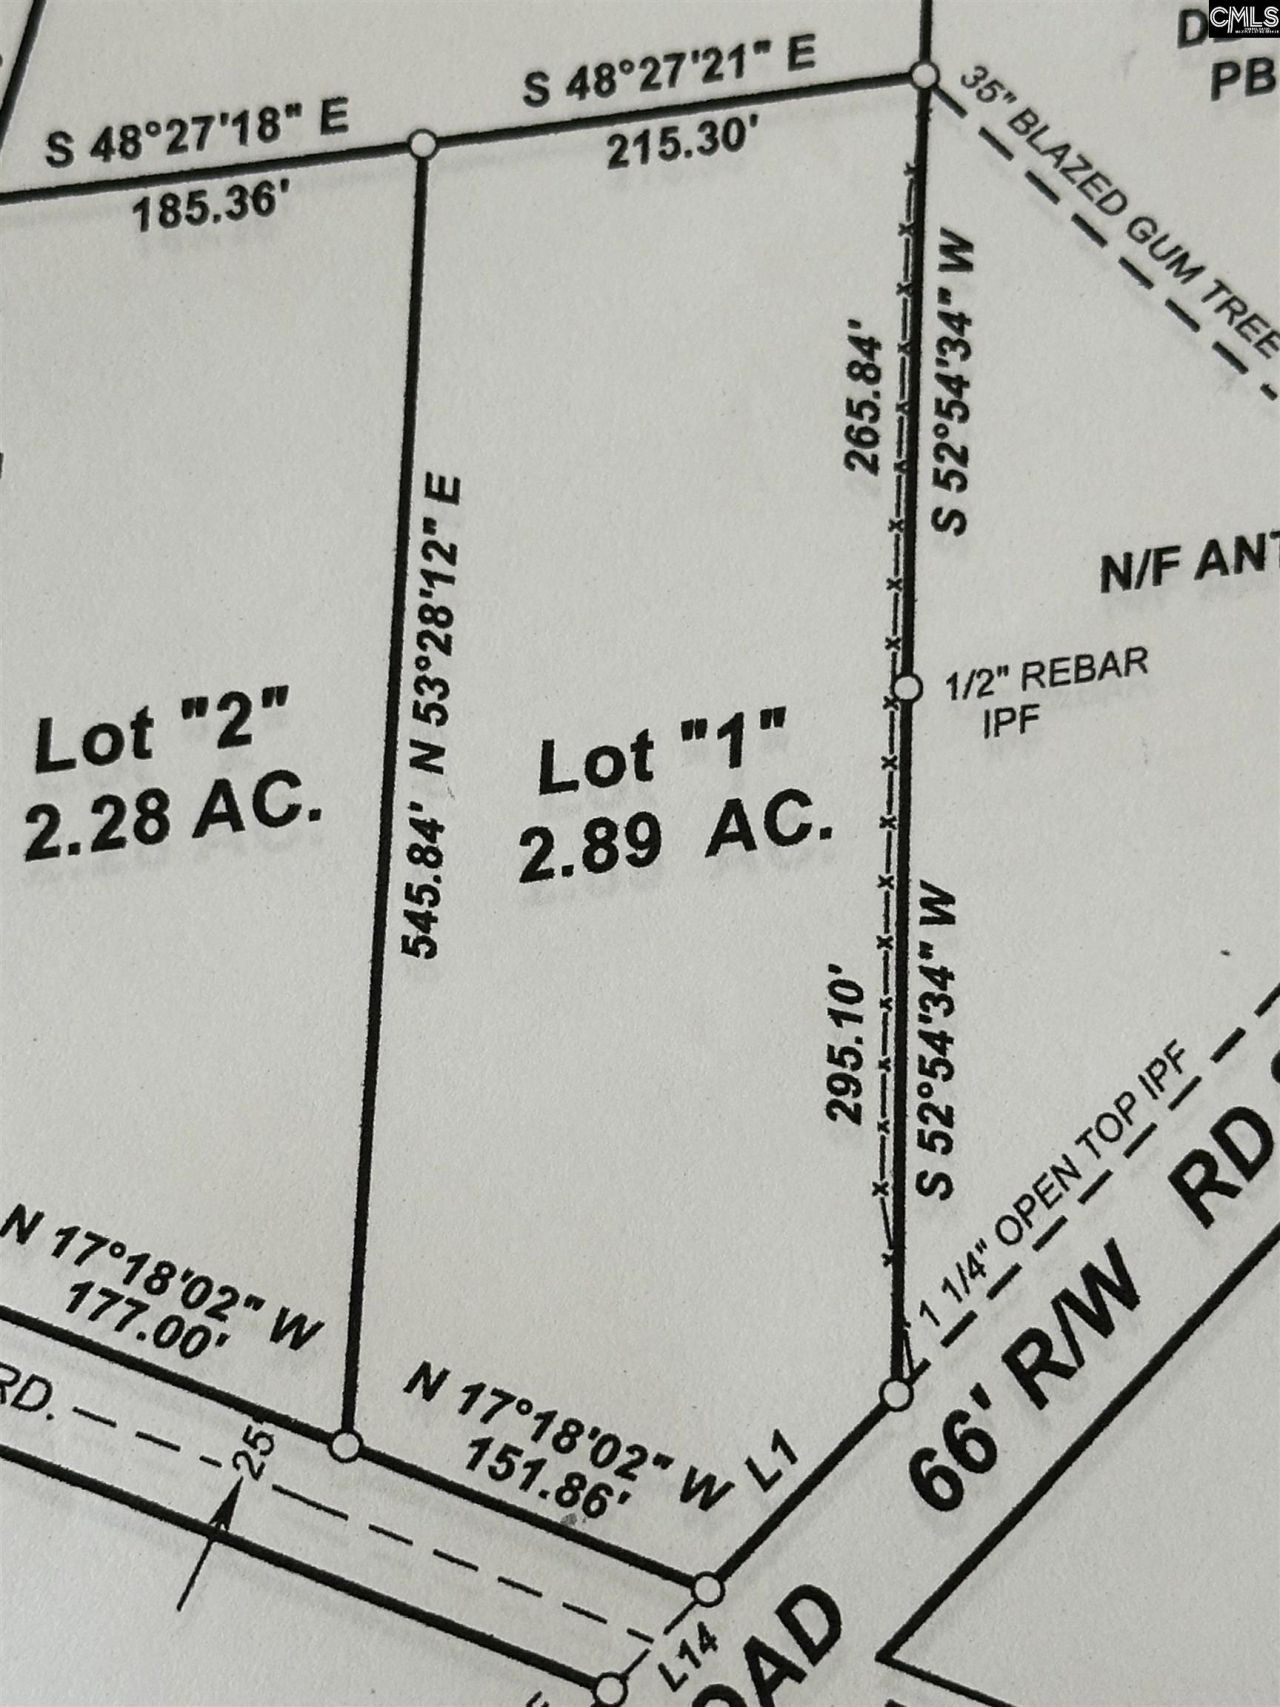 CMLS
PB
S 48°27'18" E
185.36'
S 48°27'21" E
215.30'
35" BLAZED GUM TREE
265.84'
S 52°54'34" W
545.84' N 53°28'12" E
N/F ANT
1/2" REBAR
IPF
Lot "2"
2.28 AC.
Lot "1"
2.89 AC.
295.10'
S 52°54'34" W
1 1/4" OPEN TOP IPF
66' R/W RD
N 17°18'02" W
177.00'
N 17°18'02" W
151.86'
L1
RD.
25'
L14
OAD